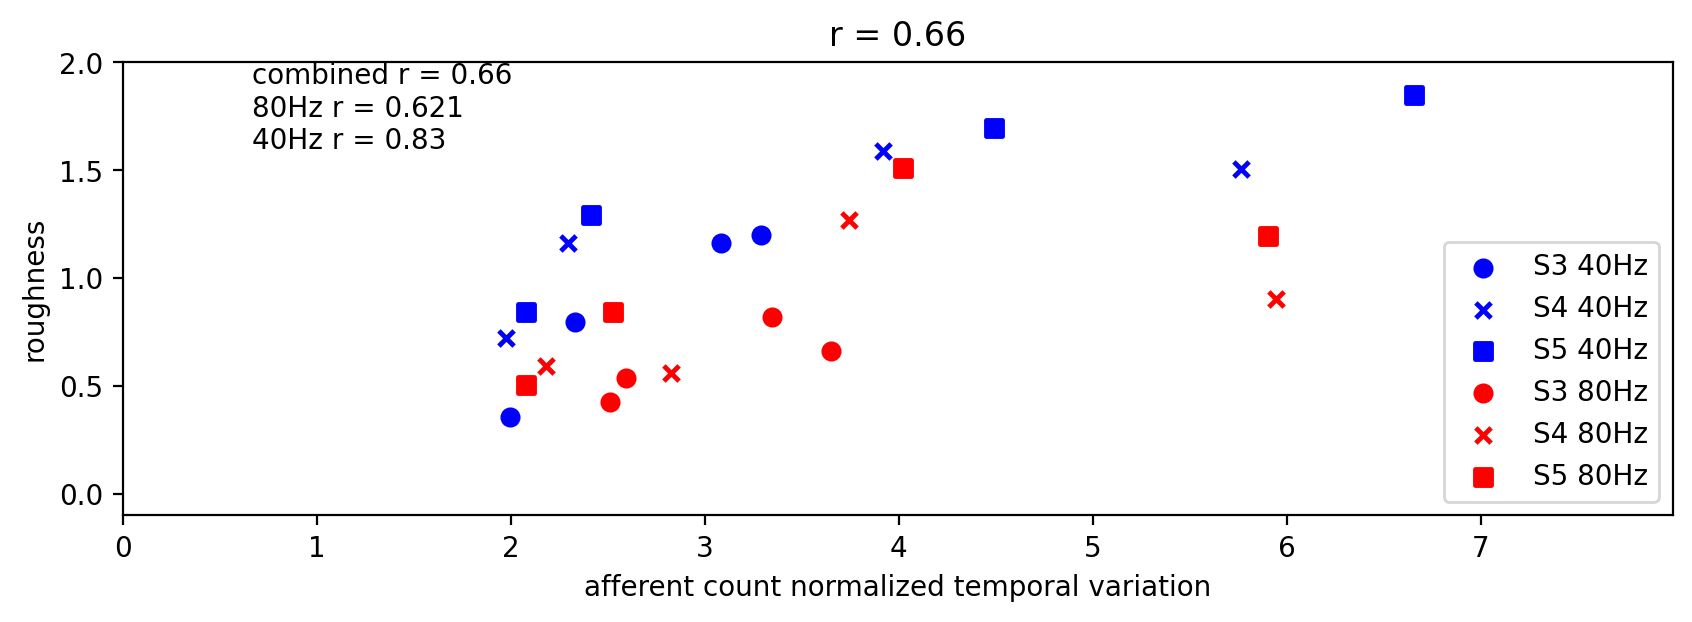 r = 0.66
combined r = 0.66
80Hz r = 0.621
40Hz r = 0.83
2.0
1.5
1.0
0.5
0.0
roughness
S3 40Hz
S4 40Hz
S5 40Hz
S3 80Hz
S4 80Hz
S5 80Hz
0 1 2 3 4 5 6 7
afferent count normalized temporal variation